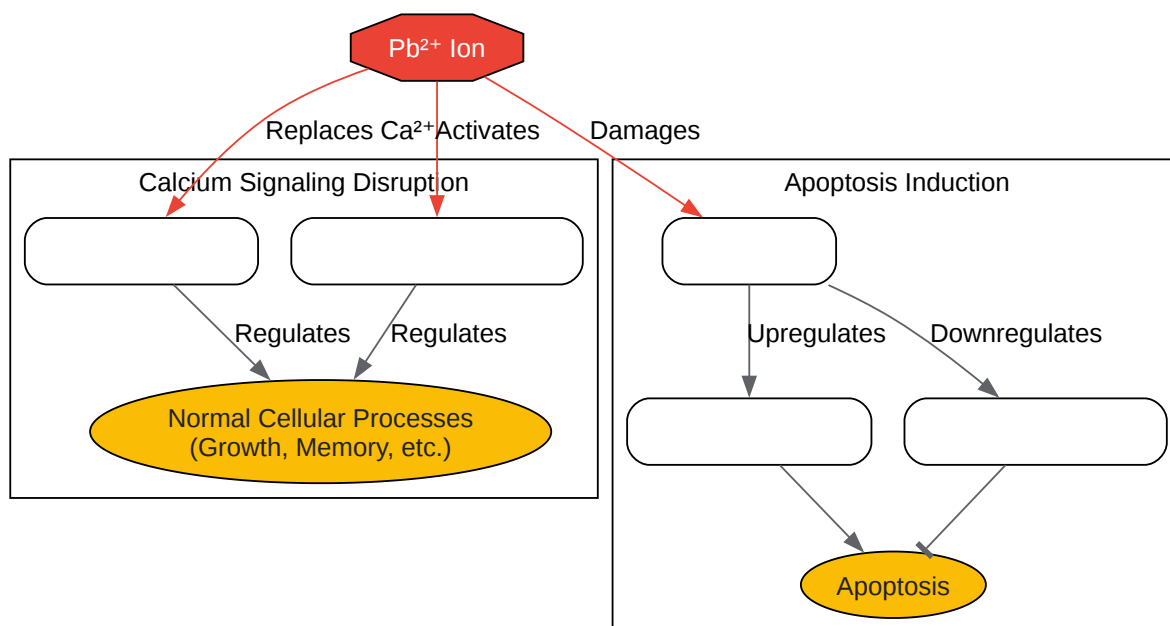 Pb²⁺ Ion
Replaces Ca²⁺
Activates
Damages
Calcium Signaling Disruption
Apoptosis Induction
Regulates
Regulates
Upregulates
Downregulates
Normal Cellular Processes
(Growth, Memory, etc.)
Apoptosis